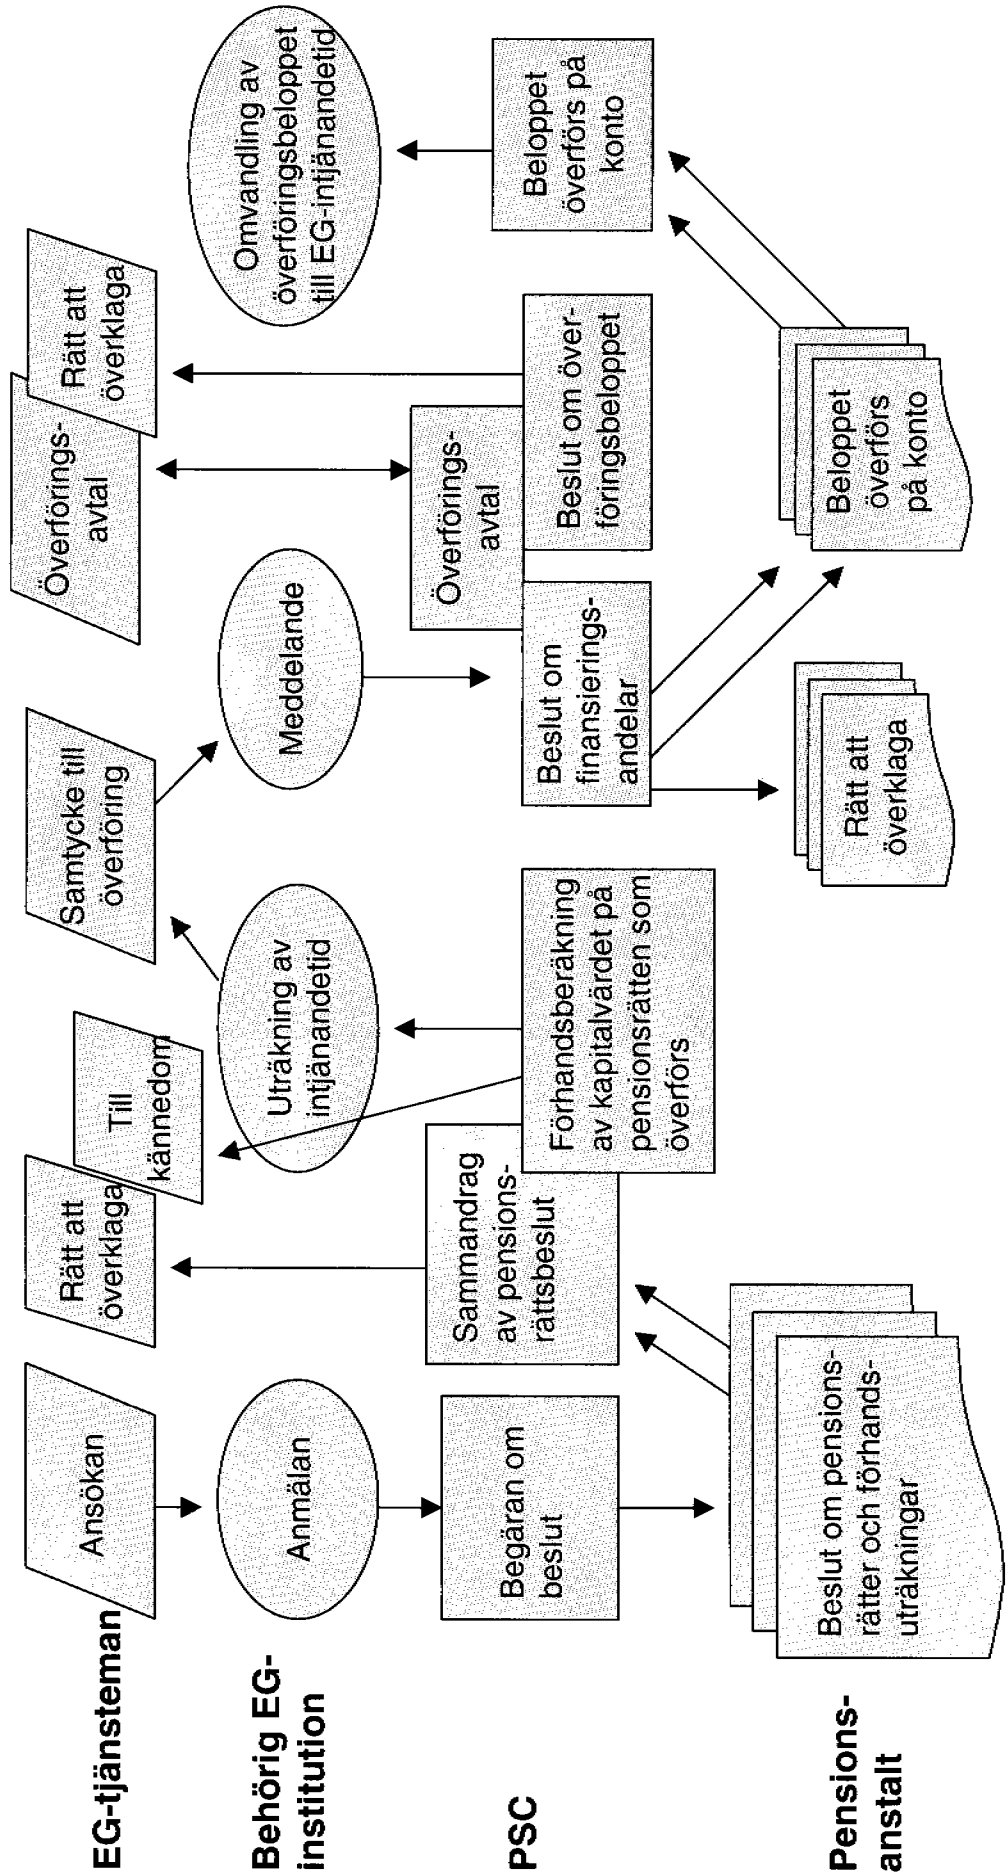 EG-tjänsteman
Ansökan
Rätt att
överklaga
Till
kännedom
Samtycke till
överföring
Överförings-
avtal
Rätt att
överklaga
Behörig EG-
institution
Anmälan
Uträkning av
intjänandetid
Meddelande
Omvandling av
överföringsbeloppet
till EG-intjänandetid
PSC
Begäran om
beslut
Sammandrag
av pensions-
rättsbeslut
Förhandsberäkning
av kapitalvärdet på
pensionsrätten som
överförs
Överförings-
avtal
Beslut om
finansierings-
andelar
Beslut om över-
föringsbeloppet
Beloppet
överförs på
konto
Pensions-
anstalt
Beslut om pensions-
rätter och förhands-
uträkningar
Rätt att
överklaga
Beloppet
överförs
på konto